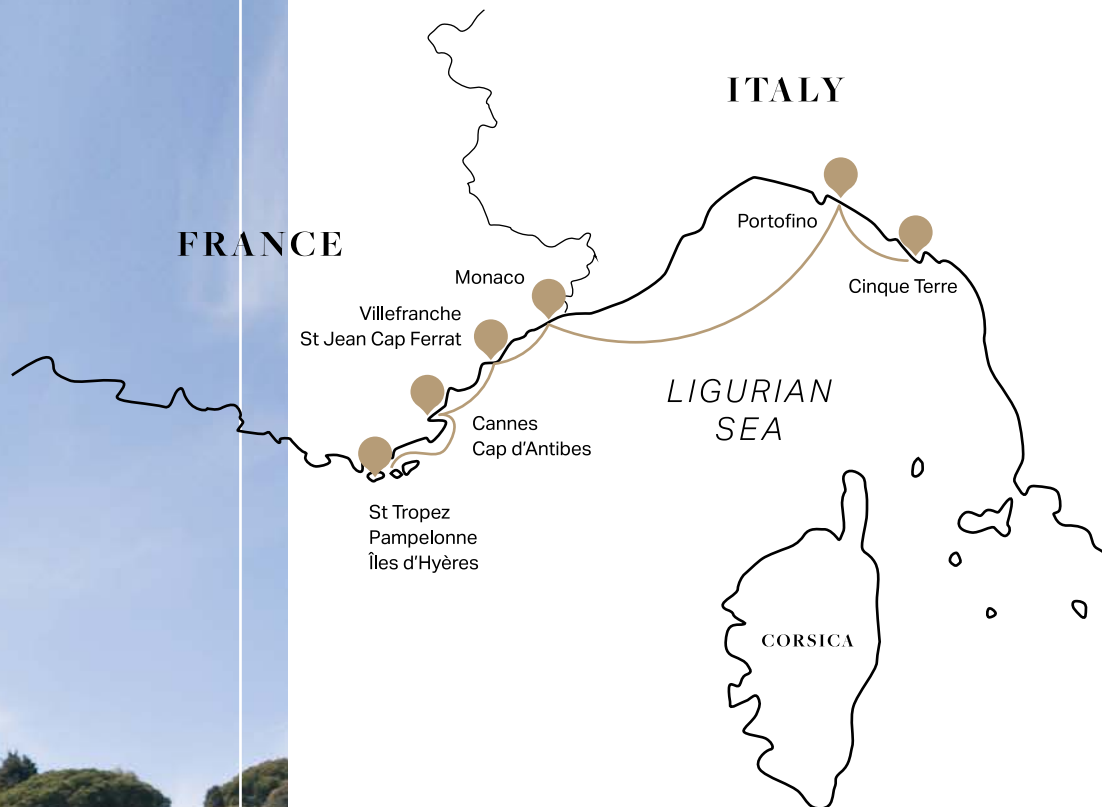 ITALY
Portofino
FRANCE
Monaco
Cinque Terre
Villefranche
St Jean Cap Ferrat
LIGURIAN
SEA
Cannes
Cap d'Antibes
St Tropez
Pampelonne
Îles d'Hyères
CORSICA